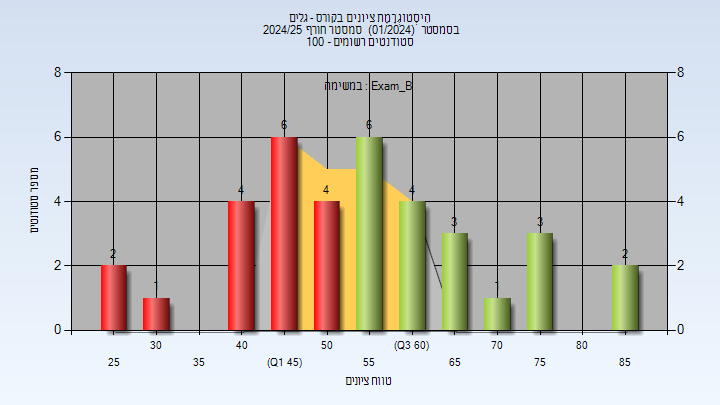 היסטוגרמת ציונים בקורס - גלים
בסמסטר (01/2024) סמסטר חורף 2024/25
סטודנטים רשומים - 100
במשימה : Exam_B
8 8
6 6
4 4
2 2
0 0
מספר סטודנטים
2 1 4 6 4 6 4 3 1 3 2
30 40 50 (Q3 60) 70 80
25 35 (Q1 45) 55 65 75 85
טווח ציונים